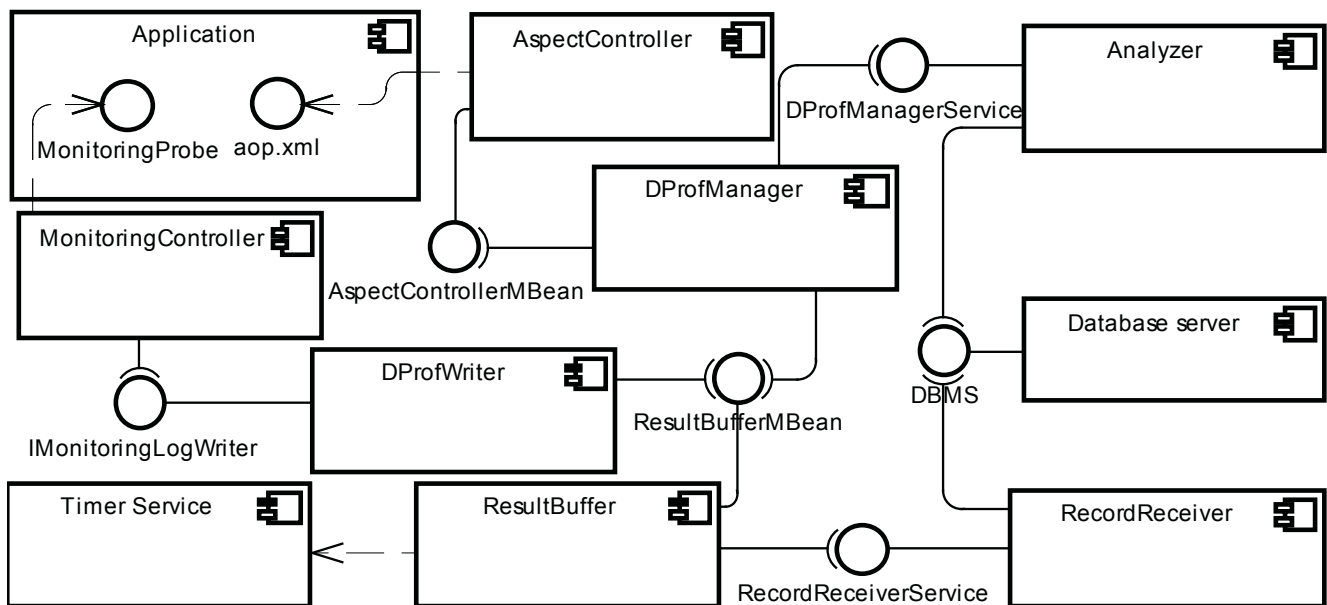 Application
AspectController
Analyzer
DProfManagerService
MonitoringProbe
aop.xml
DProfManager
MonitoringController
AspectControllerMBean
Database server
DProfWriter
DBMS
ResultBufferMBean
IMonitoringLogWriter
Timer Service
ResultBuffer
RecordReceiver
RecordReceiverService